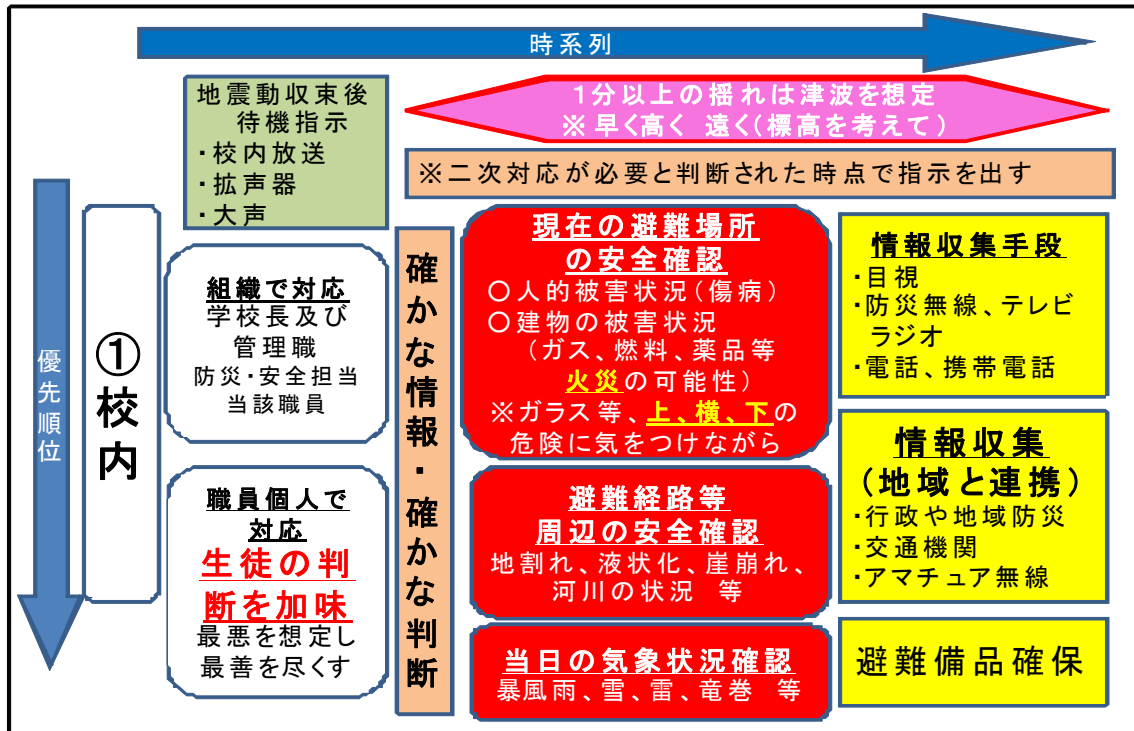 時系列
地震動収束後
待機指示
・校内放送
・拡声器
・大声
1分以上の揺れは津波を想定
※早く高く 遠く(標高を考えて)
※二次対応が必要と判断された時点で指示を出す
優先順位
①校内
組織で対応
学校長及び
管理職
防災・安全担当
当該職員
職員個人で
対応
生徒の判
断を加味
最悪を想定し
最善を尽くす
確かな情報・確かな判断
現在の避難場所
の安全確認
○人的被害状況(傷病)
○建物の被害状況
(ガス、燃料、薬品等
火災の可能性)
※ガラス等、上、横、下の
危険に気をつけながら
避難経路等
周辺の安全確認
地割れ、液状化、崖崩れ、
河川の状況 等
当日の気象状況確認
暴風雨、雪、雷、竜巻 等
情報収集手段
・目視
・防災無線、テレビ
ラジオ
・電話、携帯電話
情報収集
(地域と連携)
・行政や地域防災
・交通機関
・アマチュア無線
避難備品確保